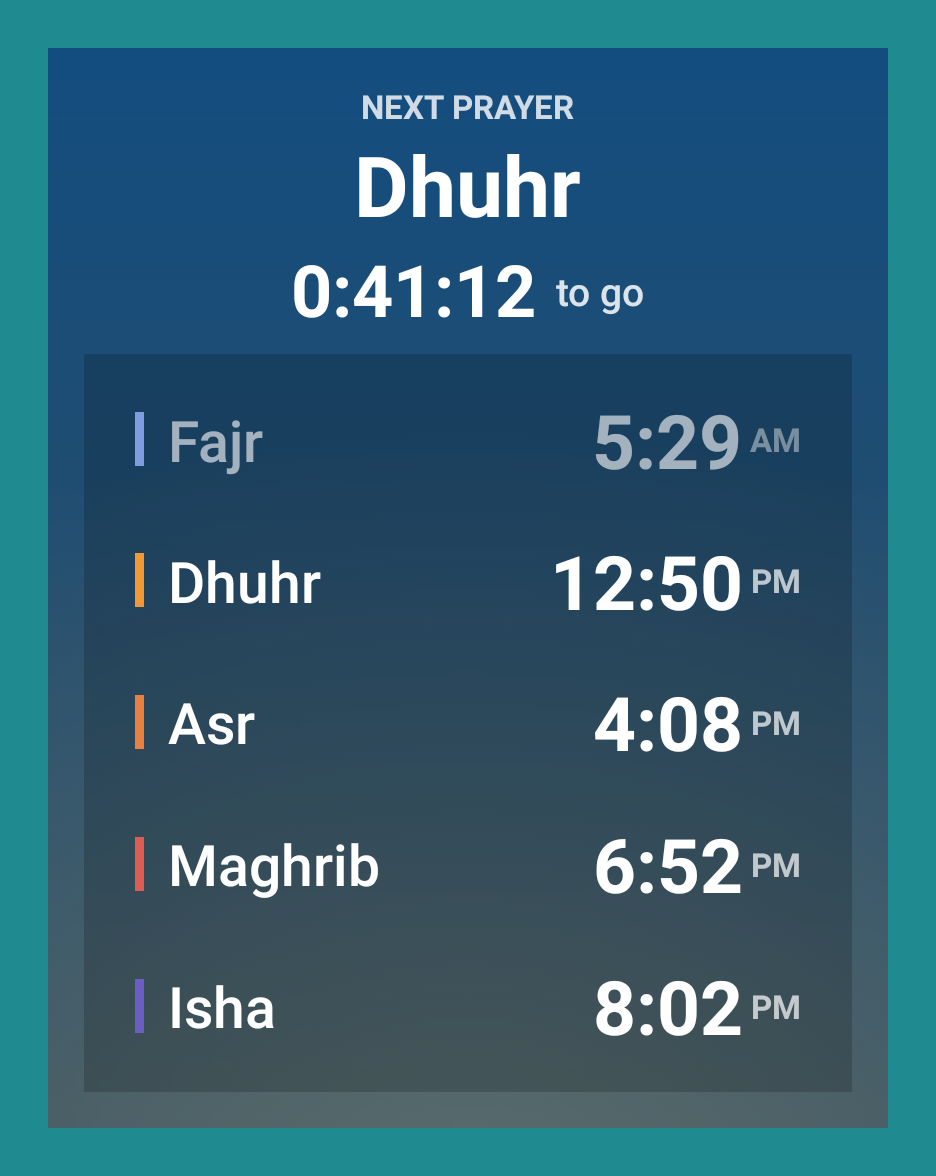 NEXT PRAYER
Dhuhr
0:41:12 to go
Fajr 5:29 AM
Dhuhr 12:50 PM
Asr 4:08 PM
Maghrib 6:52 PM
Isha 8:02 PM